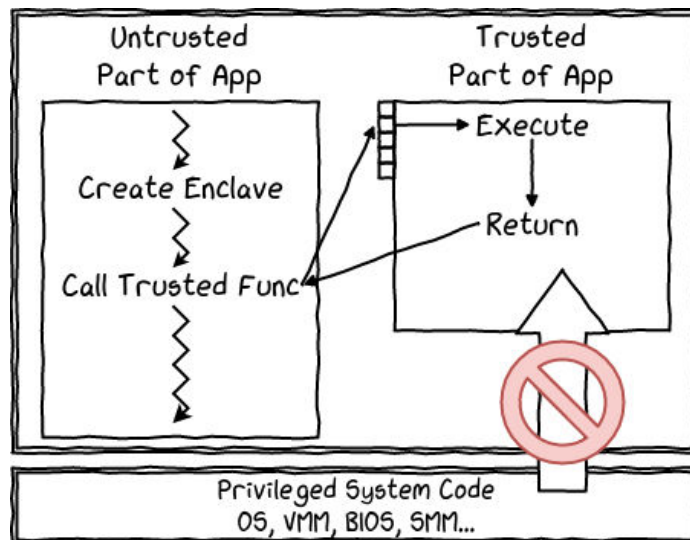 Untrusted
Part of App
Trusted
Part of App
Create Enclave
Call Trusted Func
Execute
Return
Privileged System Code
OS, VMM, BIOS, SMM...